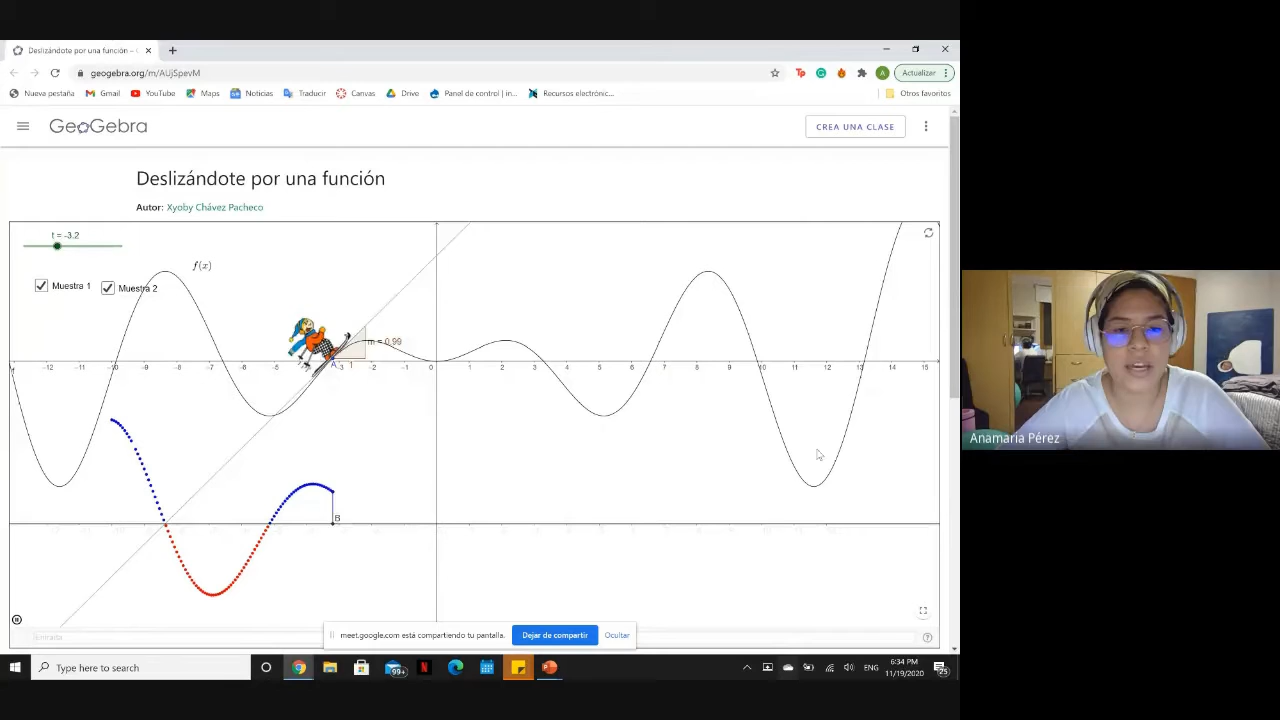 Deslizándote por una función – G
geogebra.org/m/AUjSpevM
Actualizar
Nueva pestaña Gmail YouTube Maps Noticias Traducir Canvas Drive Panel de control | in... Recursos electrónic... Otros favoritos
GeoGebra
CREA UNA CLASE
Deslizándote por una función
Autor: Xyoby Chávez Pacheco
t = -3.2
f(x)
Muestra 1 Muestra 2
m = 0.99
-12 -11 -10 -9 -8 -7 -6 -5 A -3 1 -2 -1 0 1 2 3 4 5 6 7 8 9 10 11 12 13 14 15
B
Entrada
meet.google.com está compartiendo tu pantalla. Dejar de compartir Ocultar
Type here to search
99+
ENG
6:34 PM
11/19/2020
25
Anamaria Pérez